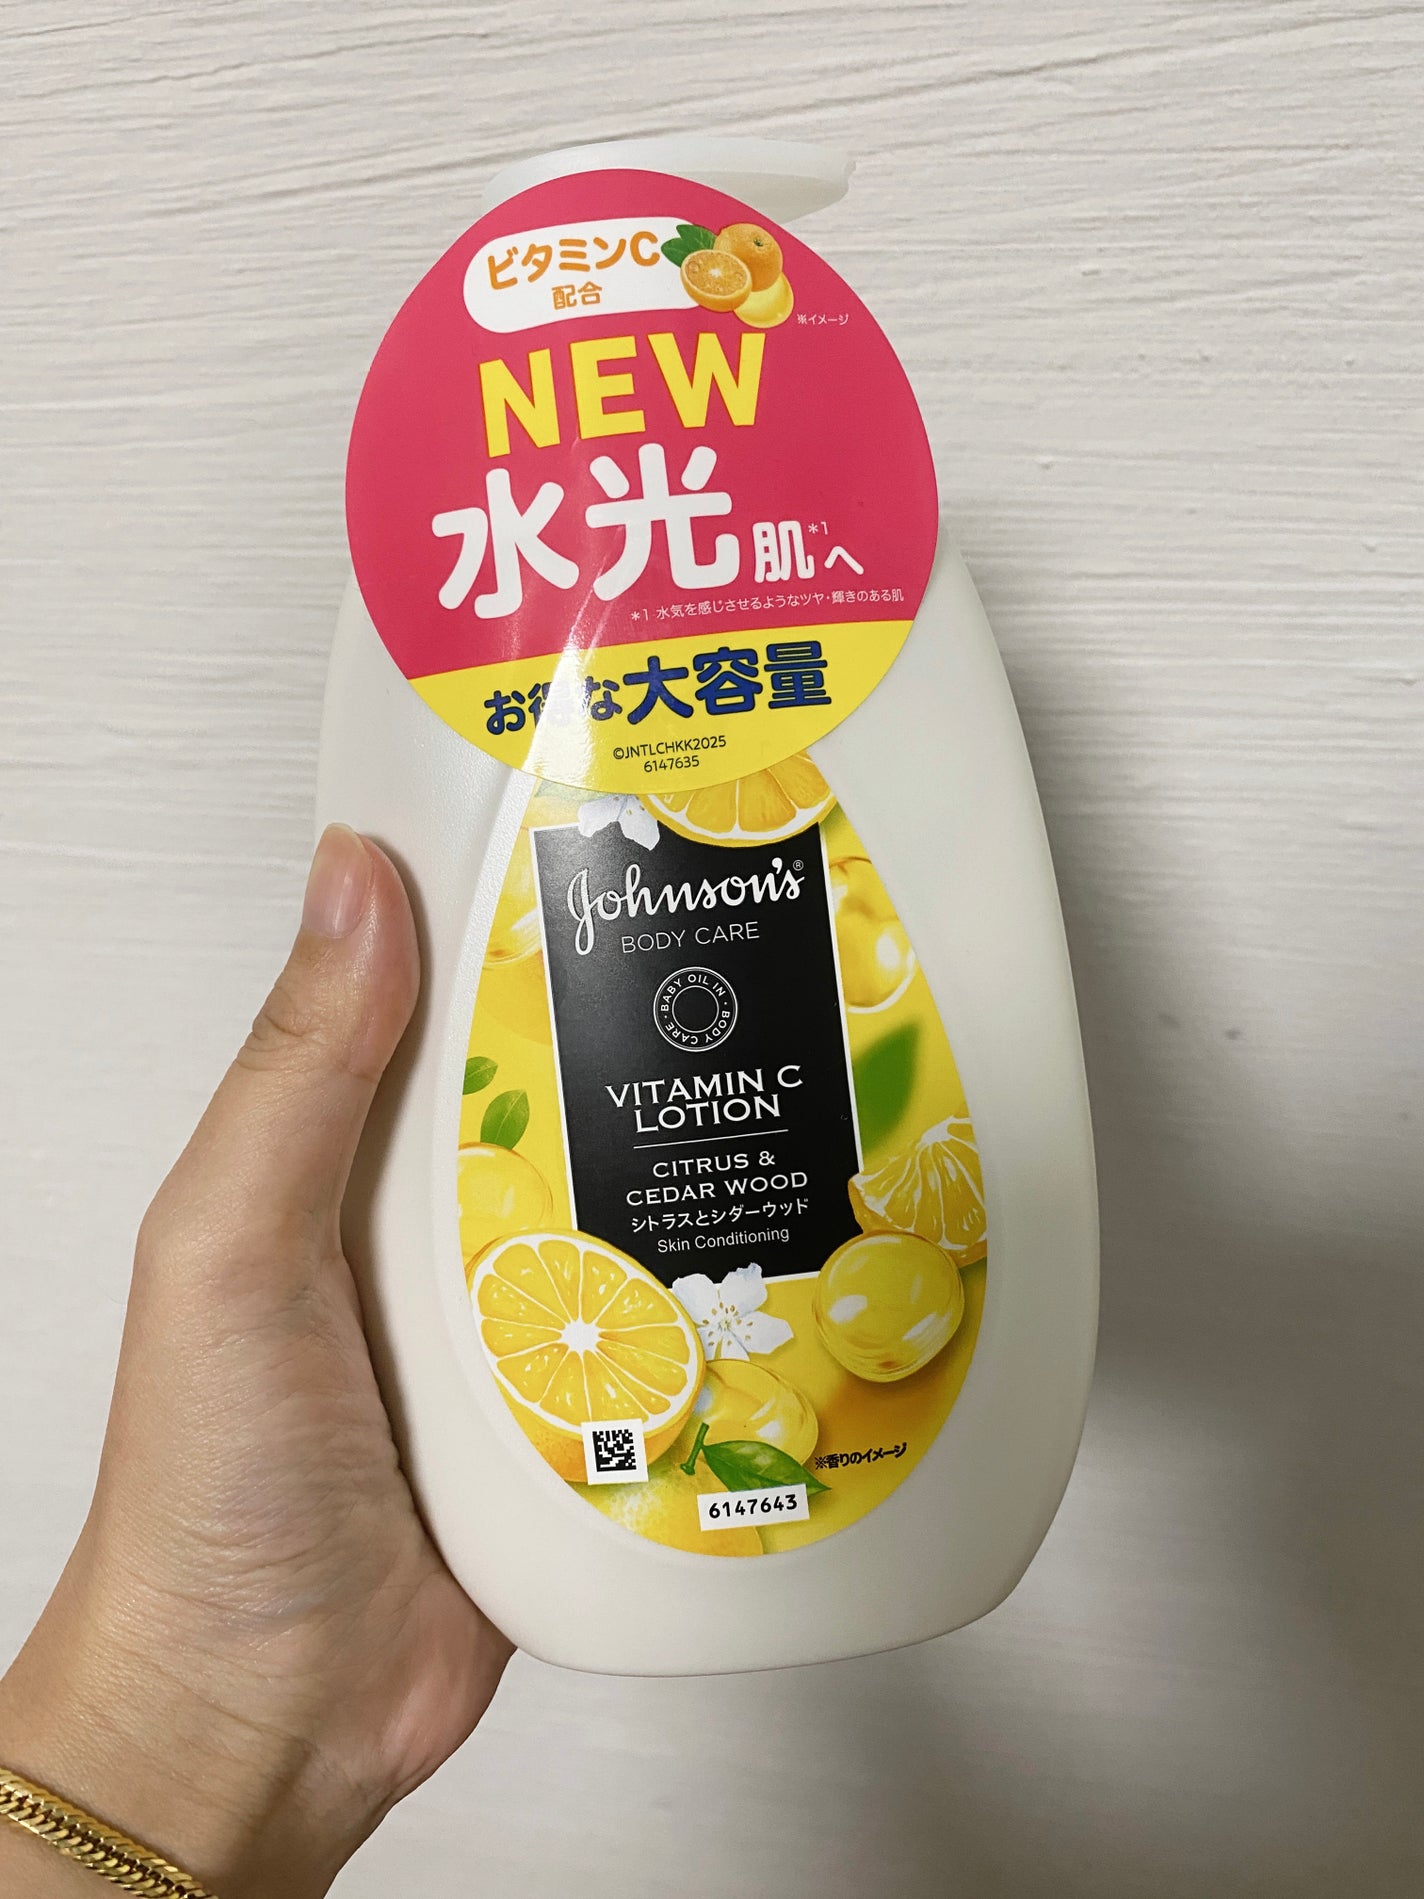 ビタミンC
配合
※イメージ
NEW
水光肌*1へ
*1 水気を感じさせるようなツヤ・輝きのある肌
お得な大容量
©JNTLCHKK2025
6147635
Johnson's®
BODY CARE
BABY OIL IN · BODY CARE ·
VITAMIN C
LOTION
CITRUS &
CEDAR WOOD
シトラスとシダーウッド
Skin Conditioning
※香りのイメージ
6147643